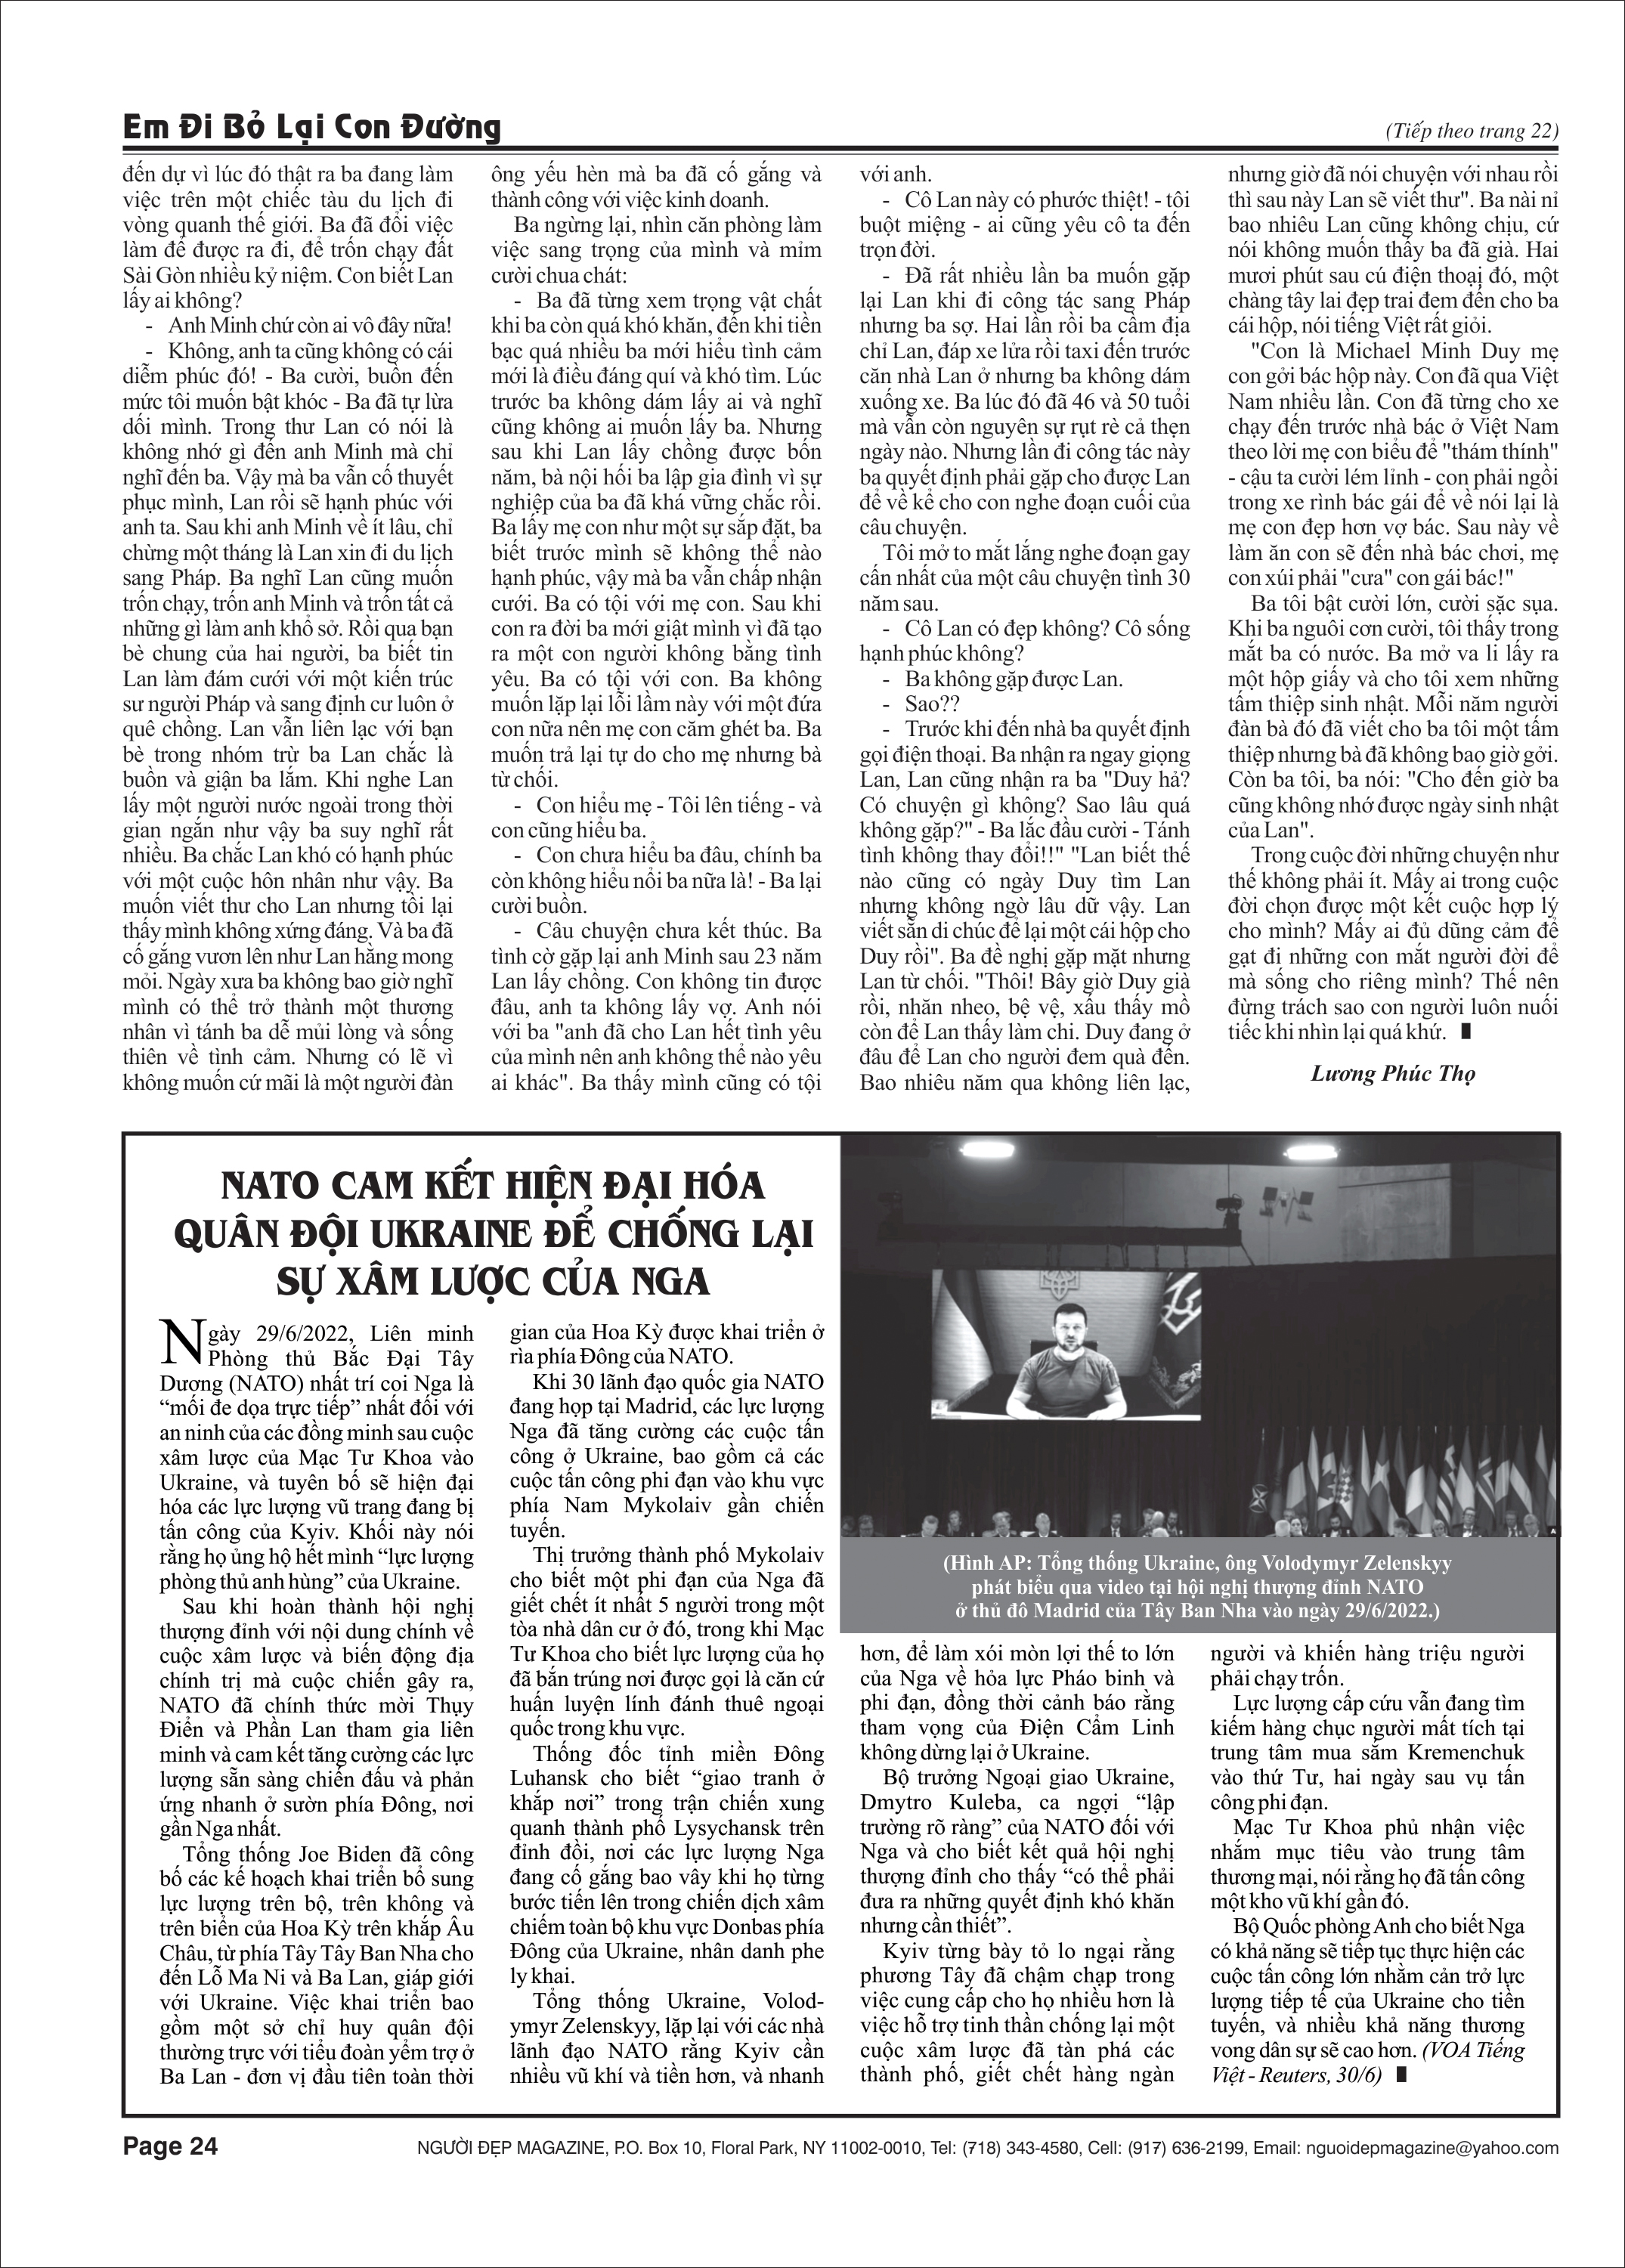 Em Đi Bỏ Lại Con Đường
(Tiếp theo trang 22)
đến dự vì lúc đó thật ra ba đang làm
việc trên một chiếc tàu du lịch đi
vòng quanh thế giới. Ba đã đổi việc
làm để được ra đi, để trốn chạy đất
Sài Gòn nhiều kỷ niệm. Con biết Lan
lấy ai không?
- Anh Minh chứ còn ai vô đây nữa!
- Không, anh ta cũng không có cái
diễm phúc đó! - Ba cười, buồn đến
mức tôi muốn bật khóc - Ba đã tự lừa
dối mình. Trong thư Lan có nói là
không nhớ gì đến anh Minh mà chỉ
nghĩ đến ba. Vậy mà ba vẫn cố thuyết
phục mình, Lan rồi sẽ hạnh phúc với
anh ta. Sau khi anh Minh về ít lâu, chỉ
chừng một tháng là Lan xin đi du lịch
sang Pháp. Ba nghĩ Lan cũng muốn
trốn chạy, trốn anh Minh và trốn tất cả
những gì làm anh khổ sở. Rồi qua bạn
bè chung của hai người, ba biết tin
Lan làm đám cưới với một kiến trúc
sư người Pháp và sang định cư luôn ở
quê chồng. Lan vẫn liên lạc với bạn
bè trong nhóm trừ ba Lan chắc là
buồn và giận ba lắm. Khi nghe Lan
lấy một người nước ngoài trong thời
gian ngắn như vậy ba suy nghĩ rất
nhiều. Ba chắc Lan khó có hạnh phúc
với một cuộc hôn nhân như vậy. Ba
muốn viết thư cho Lan nhưng tồi lại
thấy mình không xứng đáng. Và ba đã
cố gắng vươn lên như Lan hằng mong
mỏi. Ngày xưa ba không bao giờ nghĩ
mình có thể trở thành một thương
nhân vì tánh ba dễ mủi lòng và sống
thiên về tình cảm. Nhưng có lẽ vì
không muốn cứ mãi là một người đàn
ông yếu hèn mà ba đã cố gắng và
thành công với việc kinh doanh.
Ba ngừng lại, nhìn căn phòng làm
việc sang trọng của mình và mỉm
cười chua chát:
- Ba đã từng xem trọng vật chất
khi ba còn quá khó khăn, đến khi tiền
bạc quá nhiều ba mới hiểu tình cảm
mới là điều đáng quí và khó tìm. Lúc
trước ba không dám lấy ai và nghĩ
cũng không ai muốn lấy ba. Nhưng
sau khi Lan lấy chồng được bốn
năm, bà nội hối ba lập gia đình vì sự
nghiệp của ba đã khá vững chắc rồi.
Ba lấy mẹ con như một sự sắp đặt, ba
biết trước mình sẽ không thể nào
hạnh phúc, vậy mà ba vẫn chấp nhận
cưới. Ba có tội với mẹ con. Sau khi
con ra đời ba mới giật mình vì đã tạo
ra một con người không bằng tình
yêu. Ba có tội với con. Ba không
muốn lặp lại lỗi lầm này với một đứa
con nữa nên mẹ con căm ghét ba. Ba
muốn trả lại tự do cho mẹ nhưng bà
từ chối.
- Con hiểu mẹ - Tôi lên tiếng - và
con cũng hiểu ba.
- Con chưa hiểu ba đâu, chính ba
còn không hiểu nổi ba nữa là! - Ba lại
cười buồn.
- Câu chuyện chưa kết thúc. Ba
tình cờ gặp lại anh Minh sau 23 năm
Lan lấy chồng. Con không tin được
đâu, anh ta không lấy vợ. Anh nói
với ba "anh đã cho Lan hết tình yêu
của mình nên anh không thể nào yêu
ai khác". Ba thấy mình cũng có tội
với anh.
- Cô Lan này có phước thiệt! - tôi
buột miệng - ai cũng yêu cô ta đến
trọn đời.
- Đã rất nhiều lần ba muốn gặp
lại Lan khi đi công tác sang Pháp
nhưng ba sợ. Hai lần rồi ba cầm địa
chỉ Lan, đáp xe lửa rồi taxi đến trước
căn nhà Lan ở nhưng ba không dám
xuống xe. Ba lúc đó đã 46 và 50 tuổi
mà vẫn còn nguyên sự rụt rè cả thẹn
ngày nào. Nhưng lần đi công tác này
ba quyết định phải gặp cho được Lan
để về kể cho con nghe đoạn cuối của
câu chuyện.
Tôi mở to mắt lắng nghe đoạn gay
cấn nhất của một câu chuyện tình 30
năm sau.
- Cô Lan có đẹp không? Cô sống
hạnh phúc không?
- Ba không gặp được Lan.
- Sao??
- Trước khi đến nhà ba quyết định
gọi điện thoại. Ba nhận ra ngay giọng
Lan, Lan cũng nhận ra ba "Duy hả?
Có chuyện gì không? Sao lâu quá
không gặp?" - Ba lắc đầu cười - Tánh
tình không thay đổi!!" "Lan biết thế
nào cũng có ngày Duy tìm Lan
nhưng không ngờ lâu dữ vậy. Lan
viết sẵn di chúc để lại một cái hộp cho
Duy rồi". Ba đề nghị gặp mặt nhưng
Lan từ chối. "Thôi! Bây giờ Duy già
rồi, nhăn nheo, bệ vệ, xấu thấy mồ
còn để Lan thấy làm chi. Duy đang ở
đâu để Lan cho người đem quà đến.
Bao nhiêu năm qua không liên lạc,
nhưng giờ đã nói chuyện với nhau rồi
thì sau này Lan sẽ viết thư". Ba nài nỉ
bao nhiêu Lan cũng không chịu, cứ
nói không muốn thấy ba đã già. Hai
mươi phút sau cú điện thoại đó, một
chàng tây lai đẹp trai đem đến cho ba
cái hộp, nói tiếng Việt rất giỏi.
"Con là Michael Minh Duy mẹ
con gởi bác hộp này. Con đã qua Việt
Nam nhiều lần. Con đã từng cho xe
chạy đến trước nhà bác ở Việt Nam
theo lời mẹ con biểu để "thám thính"
- cậu ta cười lém lỉnh - con phải ngồi
trong xe rình bác gái để về nói lại là
mẹ con đẹp hơn vợ bác. Sau này về
làm ăn con sẽ đến nhà bác chơi, mẹ
con xúi phải "cưa" con gái bác!"
Ba tôi bật cười lớn, cười sặc sụa.
Khi ba nguôi cơn cười, tôi thấy trong
mắt ba có nước. Ba mở va li lấy ra
một hộp giấy và cho tôi xem những
tấm thiệp sinh nhật. Mỗi năm người
đàn bà đó đã viết cho ba tôi một tấm
thiệp nhưng bà đã không bao giờ gởi.
Còn ba tôi, ba nói: "Cho đến giờ ba
cũng không nhớ được ngày sinh nhật
của Lan".
Trong cuộc đời những chuyện như
thế không phải ít. Mấy ai trong cuộc
đời chọn được một kết cuộc hợp lý
cho mình? Mấy ai đủ dũng cảm để
gạt đi những con mắt người đời để
mà sống cho riêng mình? Thế nên
đừng trách sao con người luôn nuối
tiếc khi nhìn lại quá khứ.
Lương Phúc Thọ
NATO CAM KẾT HIỆN ĐẠI HÓA
QUÂN ĐỘI UKRAINE ĐỂ CHỐNG LẠI
SỰ XÂM LƯỢC CỦA NGA
Ngày 29/6/2022, Liên minh
Phòng thủ Bắc Đại Tây
Dương (NATO) nhất trí coi Nga là
“mối đe dọa trực tiếp” nhất đối với
an ninh của các đồng minh sau cuộc
xâm lược của Mạc Tư Khoa vào
Ukraine, và tuyên bố sẽ hiện đại
hóa các lực lượng vũ trang đang bị
tấn công của Kyiv. Khối này nói
rằng họ ủng hộ hết mình “lực lượng
phòng thủ anh hùng” của Ukraine.
Sau khi hoàn thành hội nghị
thượng đỉnh với nội dung chính về
cuộc xâm lược và biến động địa
chính trị mà cuộc chiến gây ra,
NATO đã chính thức mời Thụy
Điển và Phần Lan tham gia liên
minh và cam kết tăng cường các lực
lượng sẵn sàng chiến đấu và phản
ứng nhanh ở sườn phía Đông, nơi
gần Nga nhất.
Tổng thống Joe Biden đã công
bố các kế hoạch khai triển bổ sung
lực lượng trên bộ, trên không và
trên biển của Hoa Kỳ trên khắp Âu
Châu, từ phía Tây Tây Ban Nha cho
đến Lỗ Ma Ni và Ba Lan, giáp giới
với Ukraine. Việc khai triển bao
gồm một sở chỉ huy quân đội
thường trực với tiểu đoàn yểm trợ ở
Ba Lan - đơn vị đầu tiên toàn thời
gian của Hoa Kỳ được khai triển ở
rìa phía Đông của NATO.
Khi 30 lãnh đạo quốc gia NATO
đang họp tại Madrid, các lực lượng
Nga đã tăng cường các cuộc tấn
công ở Ukraine, bao gồm cả các
cuộc tấn công phi đạn vào khu vực
phía Nam Mykolaiv gần chiến
tuyến.
Thị trưởng thành phố Mykolaiv
cho biết một phi đạn của Nga đã
giết chết ít nhất 5 người trong một
tòa nhà dân cư ở đó, trong khi Mạc
Tư Khoa cho biết lực lượng của họ
đã bắn trúng nơi được gọi là căn cứ
huấn luyện lính đánh thuê ngoại
quốc trong khu vực.
Thống đốc tỉnh miền Đông
Luhansk cho biết “giao tranh ở
khắp nơi” trong trận chiến xung
quanh thành phố Lysychansk trên
đỉnh đồi, nơi các lực lượng Nga
đang cố gắng bao vây khi họ từng
bước tiến lên trong chiến dịch xâm
chiếm toàn bộ khu vực Donbas phía
Đông của Ukraine, nhân danh phe
ly khai.
Tổng thống Ukraine, Volod-
ymyr Zelenskyy, lặp lại với các nhà
lãnh đạo NATO rằng Kyiv cần
nhiều vũ khí và tiền hơn, và nhanh
(Hình AP: Tổng thống Ukraine, ông Volodymyr Zelenskyy
phát biểu qua video tại hội nghị thượng đỉnh NATO
ở thủ đô Madrid của Tây Ban Nha vào ngày 29/6/2022.)
hơn, để làm xói mòn lợi thế to lớn
của Nga về hỏa lực Pháo binh và
phi đạn, đồng thời cảnh báo rằng
tham vọng của Điện Cẩm Linh
không dừng lại ở Ukraine.
Bộ trưởng Ngoại giao Ukraine,
Dmytro Kuleba, ca ngợi “lập
trường rõ ràng” của NATO đối với
Nga và cho biết kết quả hội nghị
thượng đỉnh cho thấy “có thể phải
đưa ra những quyết định khó khăn
nhưng cần thiết”.
Kyiv từng bày tỏ lo ngại rằng
phương Tây đã chậm chạp trong
việc cung cấp cho họ nhiều hơn là
việc hỗ trợ tinh thần chống lại một
cuộc xâm lược đã tàn phá các
thành phố, giết chết hàng ngàn
người và khiến hàng triệu người
phải chạy trốn.
Lực lượng cấp cứu vẫn đang tìm
kiếm hàng chục người mất tích tại
trung tâm mua sắm Kremenchuk
vào thứ Tư, hai ngày sau vụ tấn
công phi đạn.
Mạc Tư Khoa phủ nhận việc
nhắm mục tiêu vào trung tâm
thương mại, nói rằng họ đã tấn công
một kho vũ khí gần đó.
Bộ Quốc phòng Anh cho biết Nga
có khả năng sẽ tiếp tục thực hiện các
cuộc tấn công lớn nhằm cản trở lực
lượng tiếp tế của Ukraine cho tiền
tuyến, và nhiều khả năng thương
vong dân sự sẽ cao hơn. (VOA Tiếng
Việt - Reuters, 30/6)
Page 24
NGƯỜI ĐẸP MAGAZINE, P.O. Box 10, Floral Park, NY 11002-0010, Tel: (718) 343-4580, Cell: (917) 636-2199, Email: nguoidepmagazine@yahoo.com